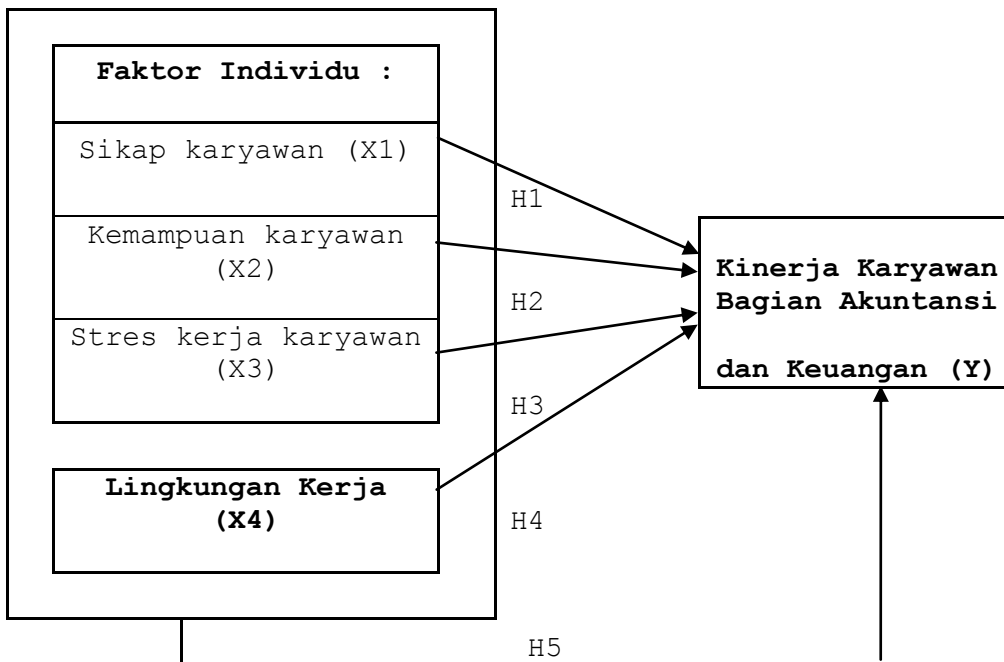 Faktor Individu :
Sikap karyawan (X1)
Kemampuan karyawan
(X2)
Stres kerja karyawan
(X3)
Lingkungan Kerja
(X4)
H1
H2
H3
H4
H5
Kinerja Karyawan
Bagian Akuntansi
dan Keuangan (Y)